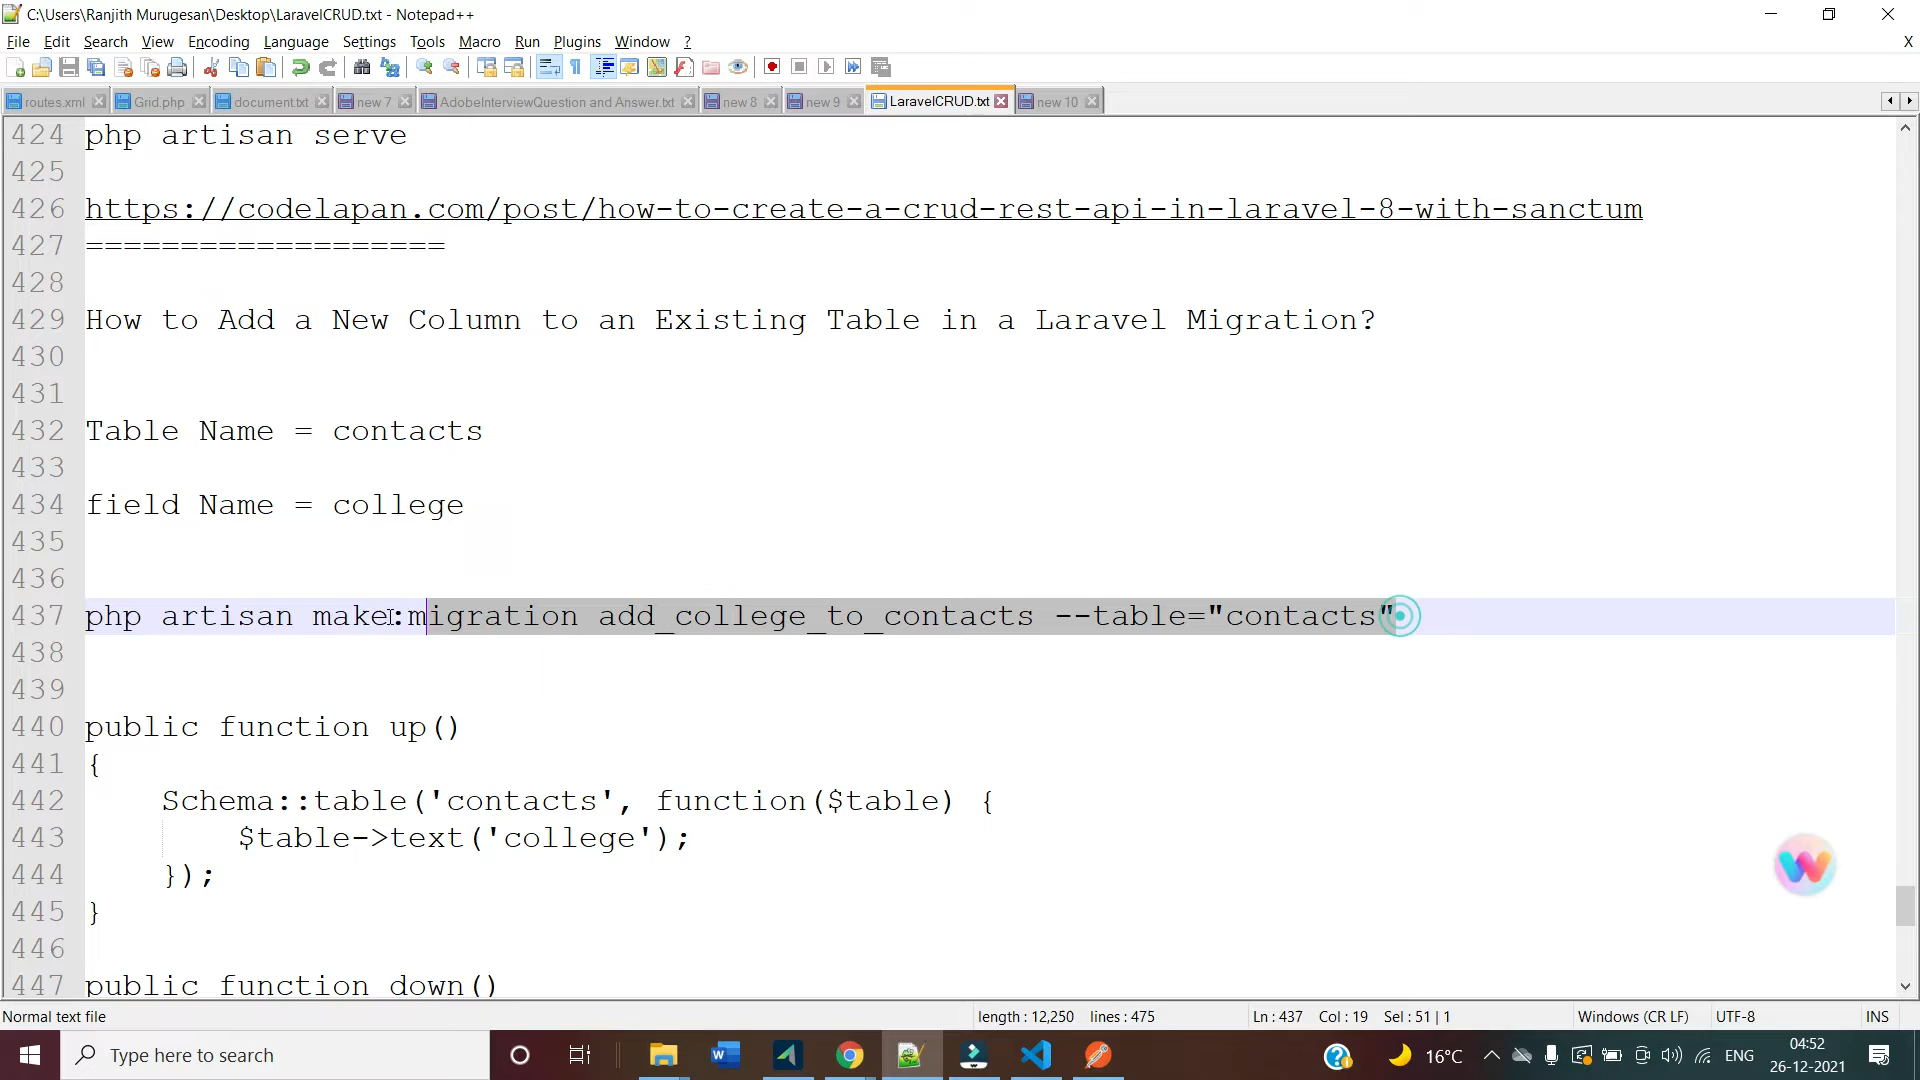 C:\Users\Ranjith Murugesan\Desktop\LaravelCRUD.txt - Notepad++
File Edit Search View Encoding Language Settings Tools Macro Run Plugins Window ? X
routes.xml Grid.php document.txt new 7 AdobeInterviewQuestion and Answer.txt new 8 new 9 LaravelCRUD.txt new 10
424 php artisan serve
425
426 https://codelapan.com/post/how-to-create-a-crud-rest-api-in-laravel-8-with-sanctum
427 ===================
428
429 How to Add a New Column to an Existing Table in a Laravel Migration?
430
431
432 Table Name = contacts
433
434 field Name = college
435
436
437 php artisan make:migration add_college_to_contacts --table="contacts"
438
439
440 public function up()
441 {
442     Schema::table('contacts', function($table) {
443         $table->text('college');
444     });
445 }
446
447 public function down()
Normal text file length : 12,250 lines : 475 Ln : 437 Col : 19 Sel : 51 | 1 Windows (CR LF) UTF-8 INS
Type here to search 16°C ENG 04:52
26-12-2021